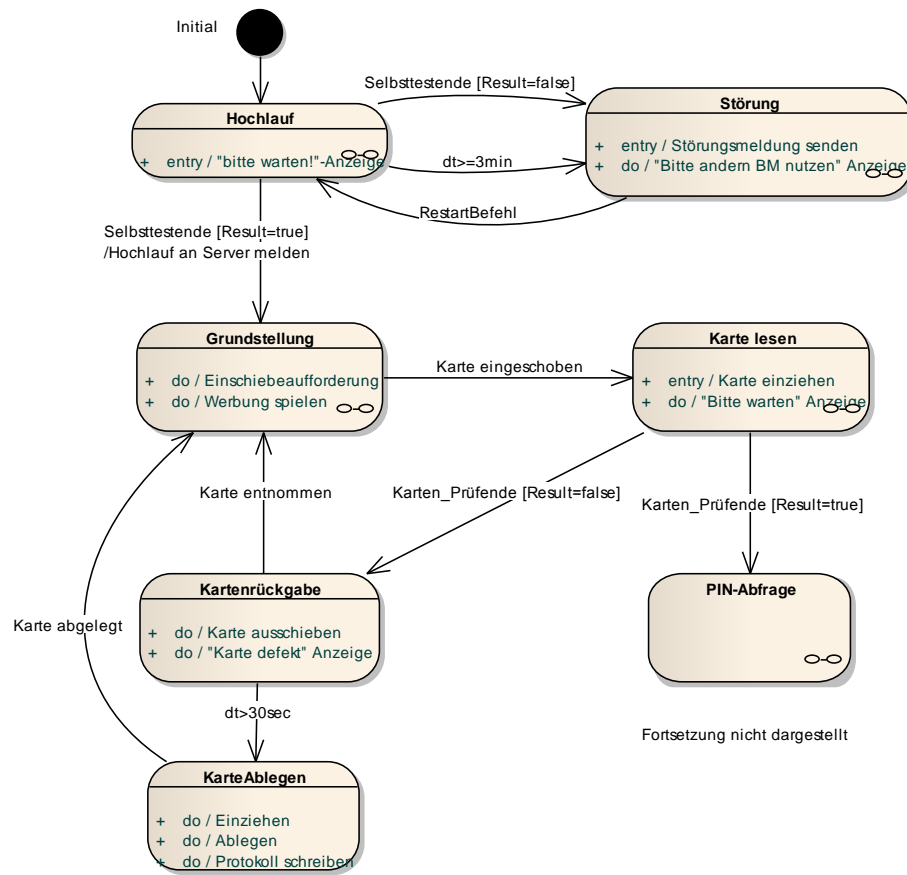 Initial
Selbsttestende [Result=false]
Hochlauf
+ entry / "bitte warten!"-Anzeige
Störung
+ entry / Störungsmeldung senden
+ do / "Bitte andern BM nutzen" Anzeige
dt>=3min
RestartBefehl
Selbsttestende [Result=true]
/Hochlauf an Server melden
Grundstellung
+ do / Einschiebeaufforderung
+ do / Werbung spielen
Karte eingeschoben
Karte lesen
+ entry / Karte einziehen
+ do / "Bitte warten" Anzeige
Karte entnommen
Karten_Prüfende [Result=false]
Karten_Prüfende [Result=true]
Kartenrückgabe
+ do / Karte ausschieben
+ do / "Karte defekt" Anzeige
PIN-Abfrage
Karte abgelegt
dt>30sec
Fortsetzung nicht dargestellt
KarteAblegen
+ do / Einziehen
+ do / Ablegen
+ do / Protokoll schreiben